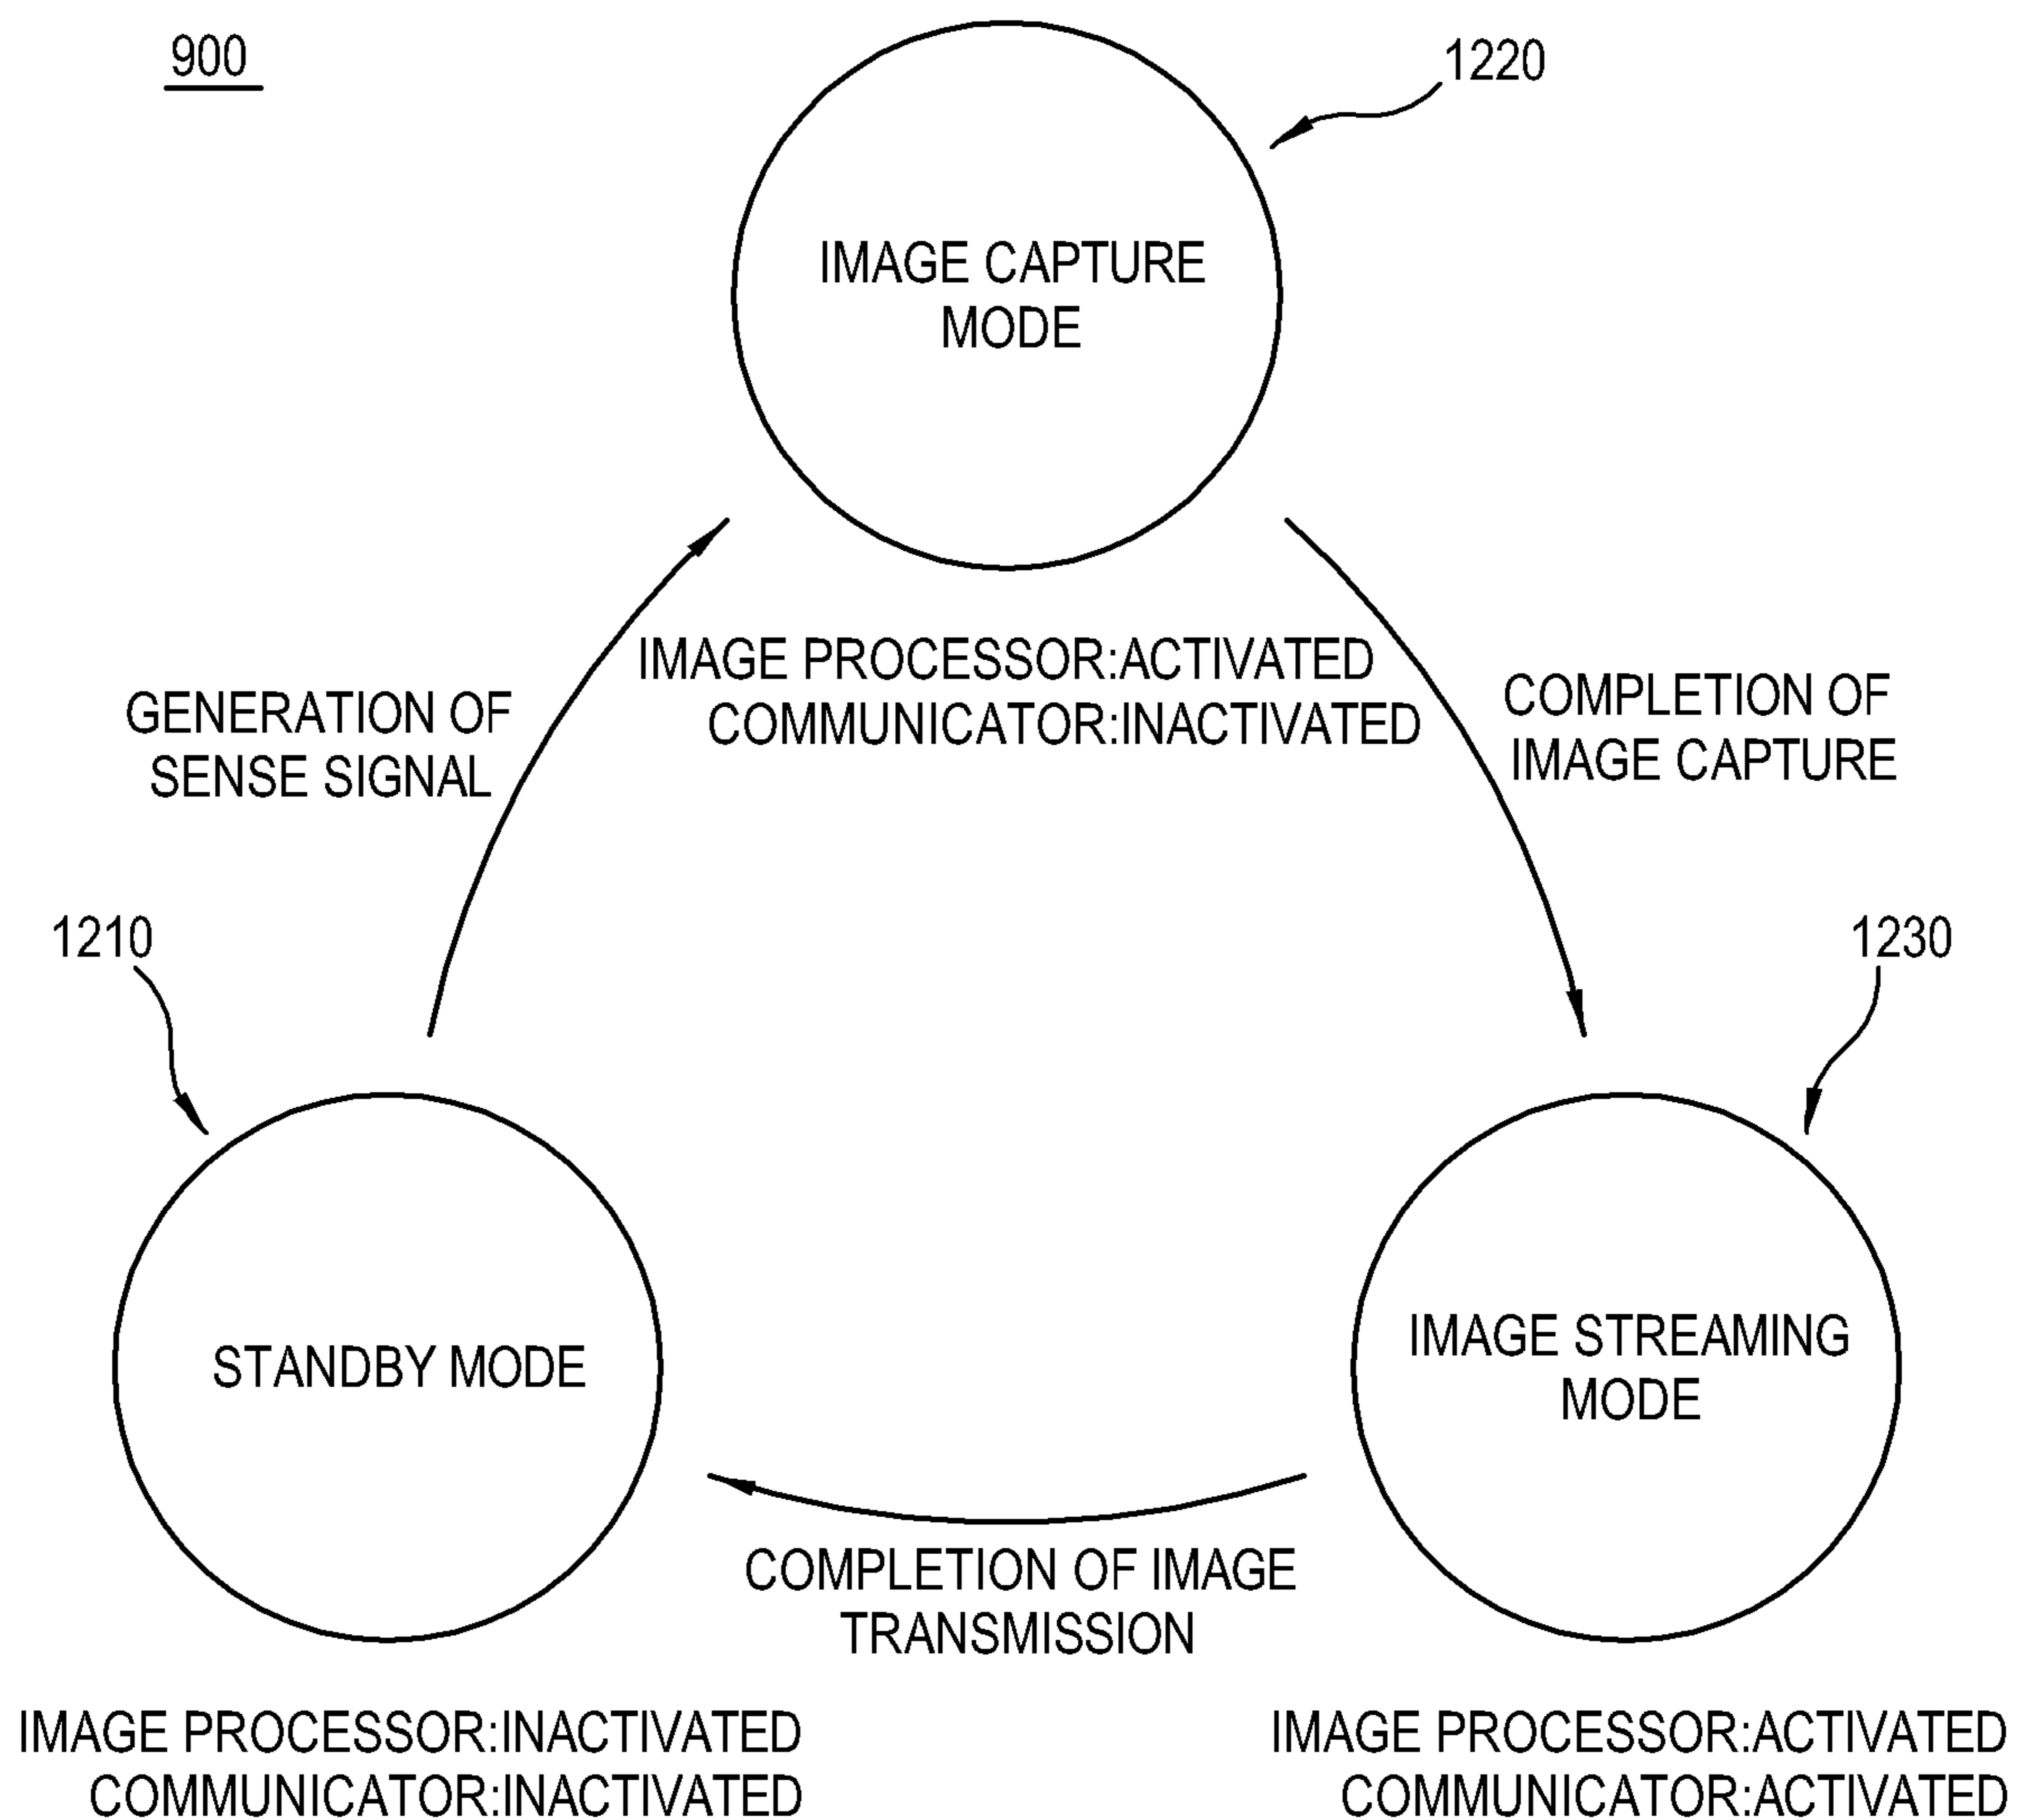 900
1220
IMAGE CAPTURE
MODE
IMAGE PROCESSOR:ACTIVATED
COMMUNICATOR:INACTIVATED
GENERATION OF
SENSE SIGNAL
COMPLETION OF
IMAGE CAPTURE
1210
1230
STANDBY MODE
IMAGE STREAMING
MODE
COMPLETION OF IMAGE
TRANSMISSION
IMAGE PROCESSOR:INACTIVATED
COMMUNICATOR:INACTIVATED
IMAGE PROCESSOR:ACTIVATED
COMMUNICATOR:ACTIVATED